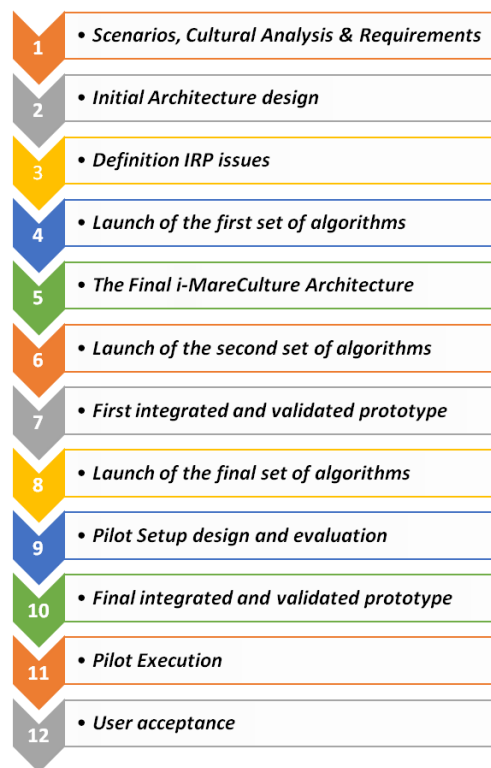 1 • Scenarios, Cultural Analysis & Requirements
2 • Initial Architecture design
3 • Definition IRP issues
4 • Launch of the first set of algorithms
5 • The Final i-MareCulture Architecture
6 • Launch of the second set of algorithms
7 • First integrated and validated prototype
8 • Launch of the final set of algorithms
9 • Pilot Setup design and evaluation
10 • Final integrated and validated prototype
11 • Pilot Execution
12 • User acceptance